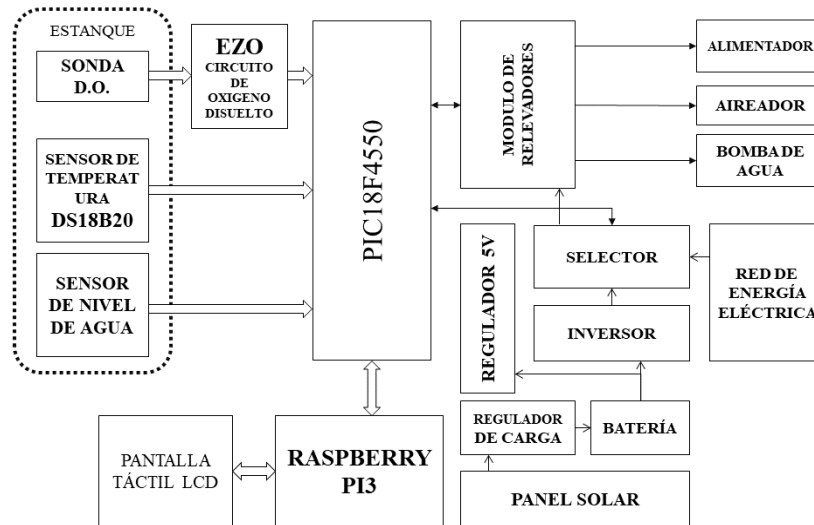 ESTANQUE
SONDA
D.O.
EZO
CIRCUITO
DE
OXIGENO
DISUELTO
SENSOR DE
TEMPERAT
URA
DS18B20
SENSOR
DE NIVEL
DE AGUA
PIC18F4550
MODULO DE
RELEVADORES
ALIMENTADOR
AIREADOR
BOMBA DE
AGUA
REGULADOR 5V
SELECTOR
INVERSOR
RED DE
ENERGÍA
ELÉCTRICA
REGULADOR
DE CARGA
BATERÍA
PANEL SOLAR
PANTALLA
TÁCTIL LCD
RASPBERRY
PI3